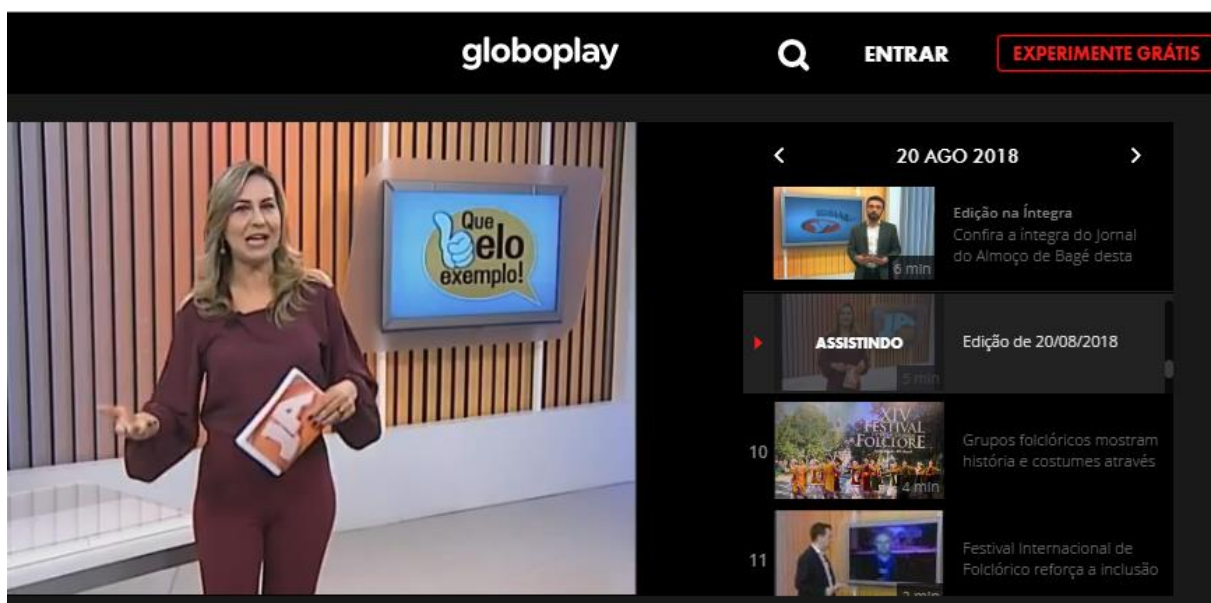 globoplay
ENTRAR
EXPERIMENTE GRÁTIS
Que
belo
exemplo!
JA
20 AGO 2018
6 min
Edição na Íntegra
Confira a íntegra do Jornal
do Almoço de Bagé desta
ASSISTINDO
5 min
Edição de 20/08/2018
10
XIV
FESTIVAL
FOLCLORE
4 min
Grupos folclóricos mostram
história e costumes através
11
Festival Internacional de
Folclórico reforça a inclusão